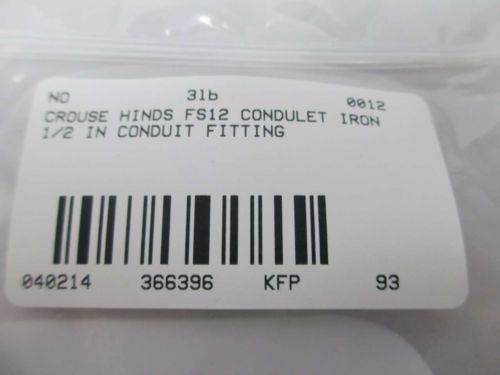 NO 3lb 0012
CROUSE HINDS FS12 CONDULET IRON
1/2 IN CONDUIT FITTING
040214 366396 KFP 93